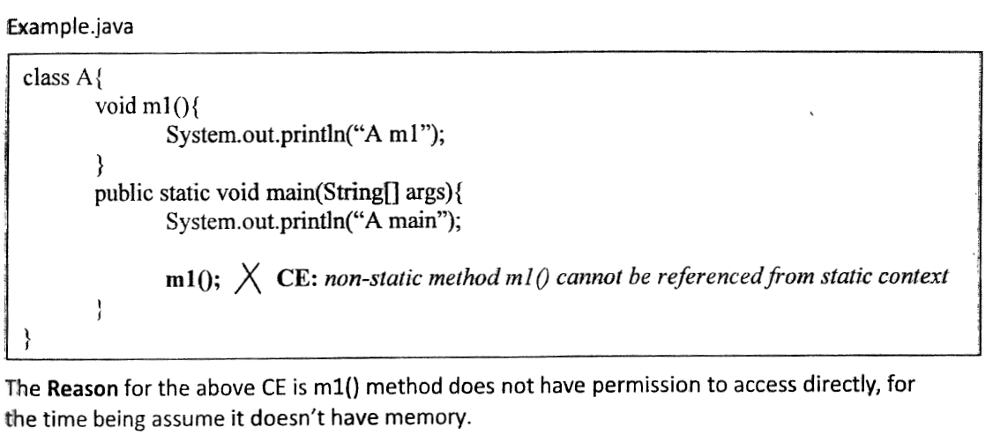 Example.java
class A{
void m1(){
System.out.println(“A m1”);
}
public static void main(String[] args){
System.out.println(“A main”);
m1(); X CE: non-static method m1() cannot be referenced from static context
}
}
The Reason for the above CE is m1() method does not have permission to access directly, for
the time being assume it doesn’t have memory.